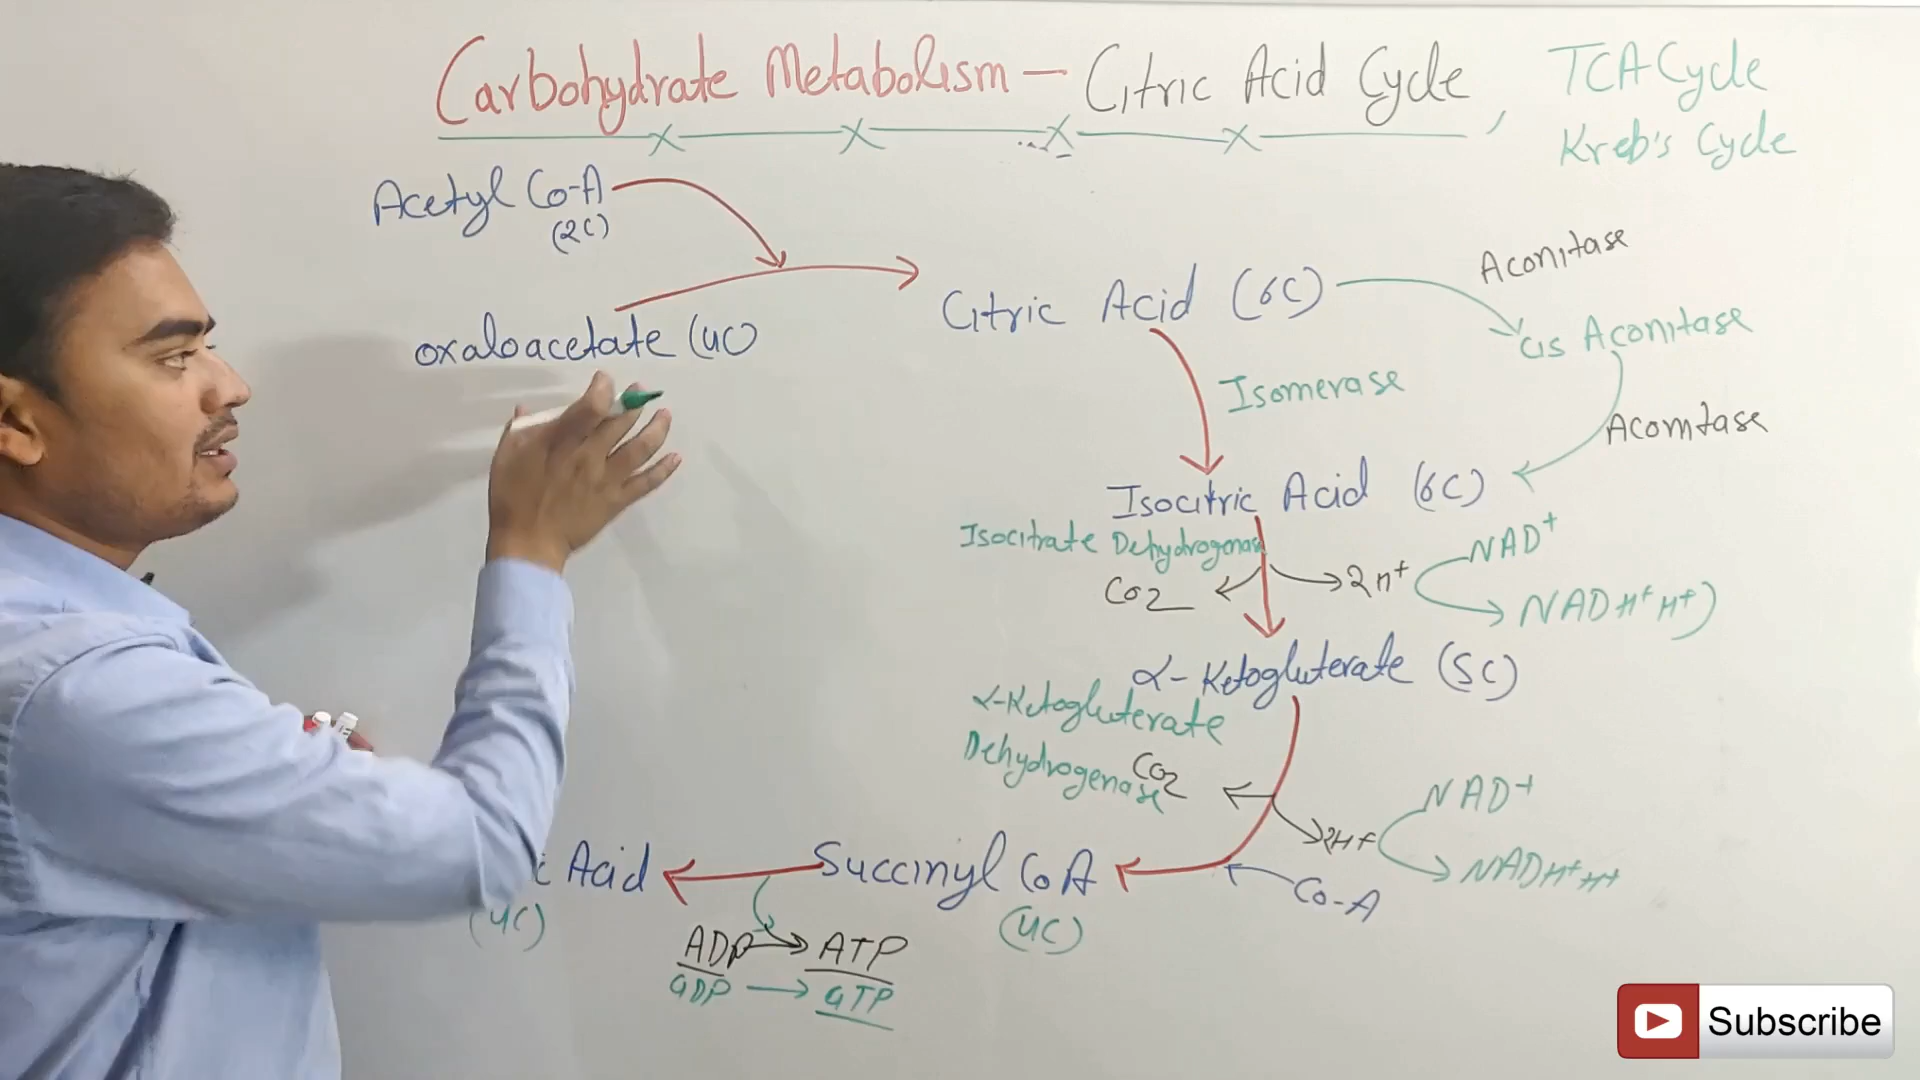 Carbohydrate Metabolism - Citric Acid Cycle,
TCA Cycle
Kreb's Cycle
Acetyl Co-A
(2C)
oxaloacetate (4C)
Citric Acid (6C)
Aconitase
cis Aconitase
Isomerase
Aconitase
Isocitric Acid (6C)
Isocitrate Dehydrogenase
CO2
2H+
NAD+
NADH+H+)
α-Ketogluterate (5C)
α-Ketogluterate
Dehydrogenase
CO2
2H+
NAD+
NADH+H+
Co-A
Succinyl CoA
(4C)
c Acid
(4C)
ADP → ATP
GDP → GTP
Subscribe